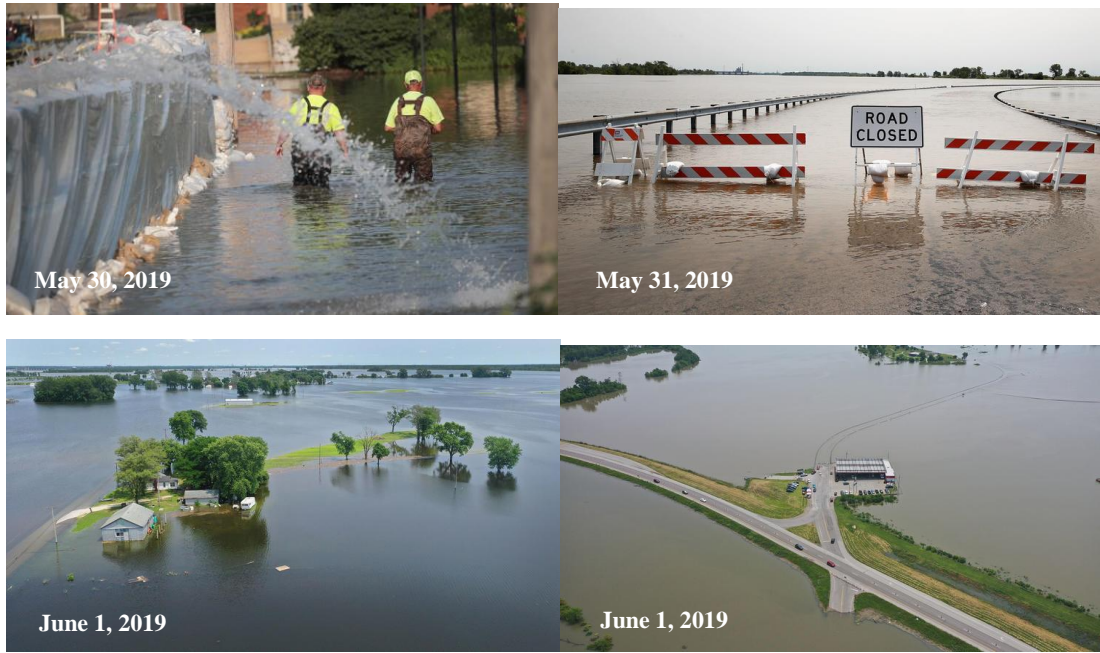 May 30, 2019
ROAD
CLOSED
May 31, 2019
June 1, 2019
June 1, 2019